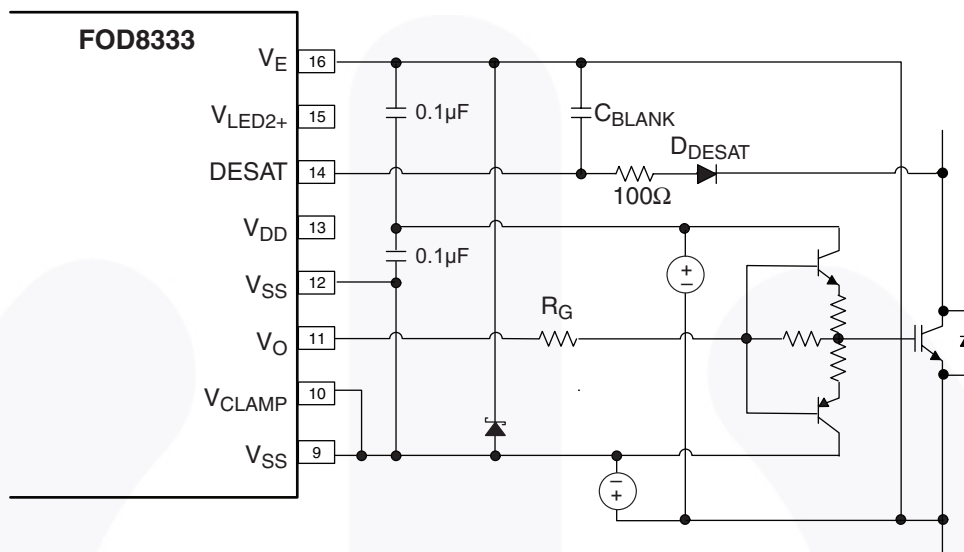 FOD8333
VE 16
VLED2+ 15
DESAT 14
VDD 13
VSS 12
VO 11
VCLAMP 10
VSS 9
0.1µF
CBLANK
DDESAT
100Ω
0.1µF
+
−
RG
−
+